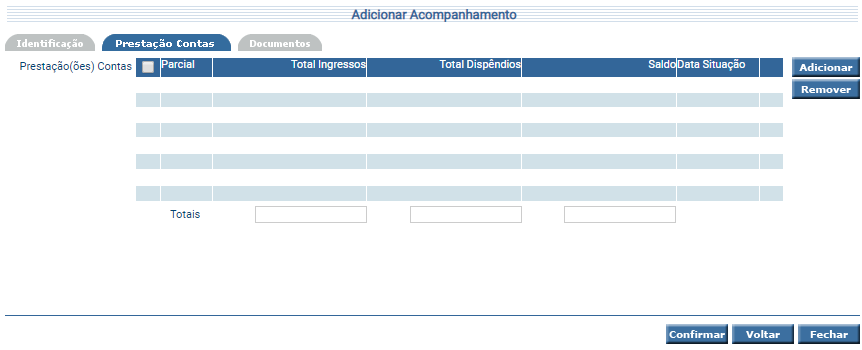 Adicionar Acompanhamento
Identificação Prestação Contas Documentos
Prestação(ões) Contas Parcial Total Ingressos Total Dispêndios Saldo Data Situação Adicionar
Remover
Totais
Confirmar Voltar Fechar